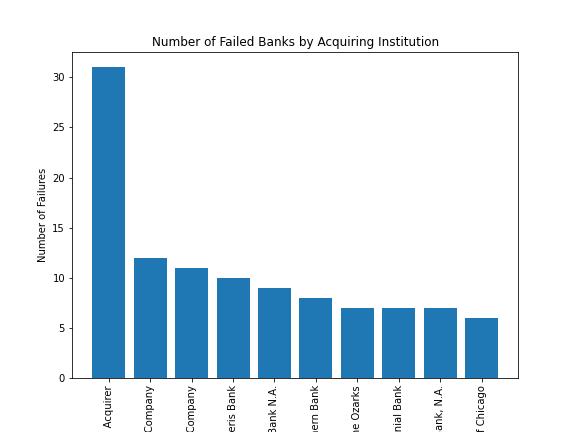 Number of Failed Banks by Acquiring Institution
Number of Failures
30
25
20
15
10
5
0
Acquirer
Company
Company
eris Bank
Bank N.A.
ern Bank
e Ozarks
nial Bank
ank, N.A.
f Chicago